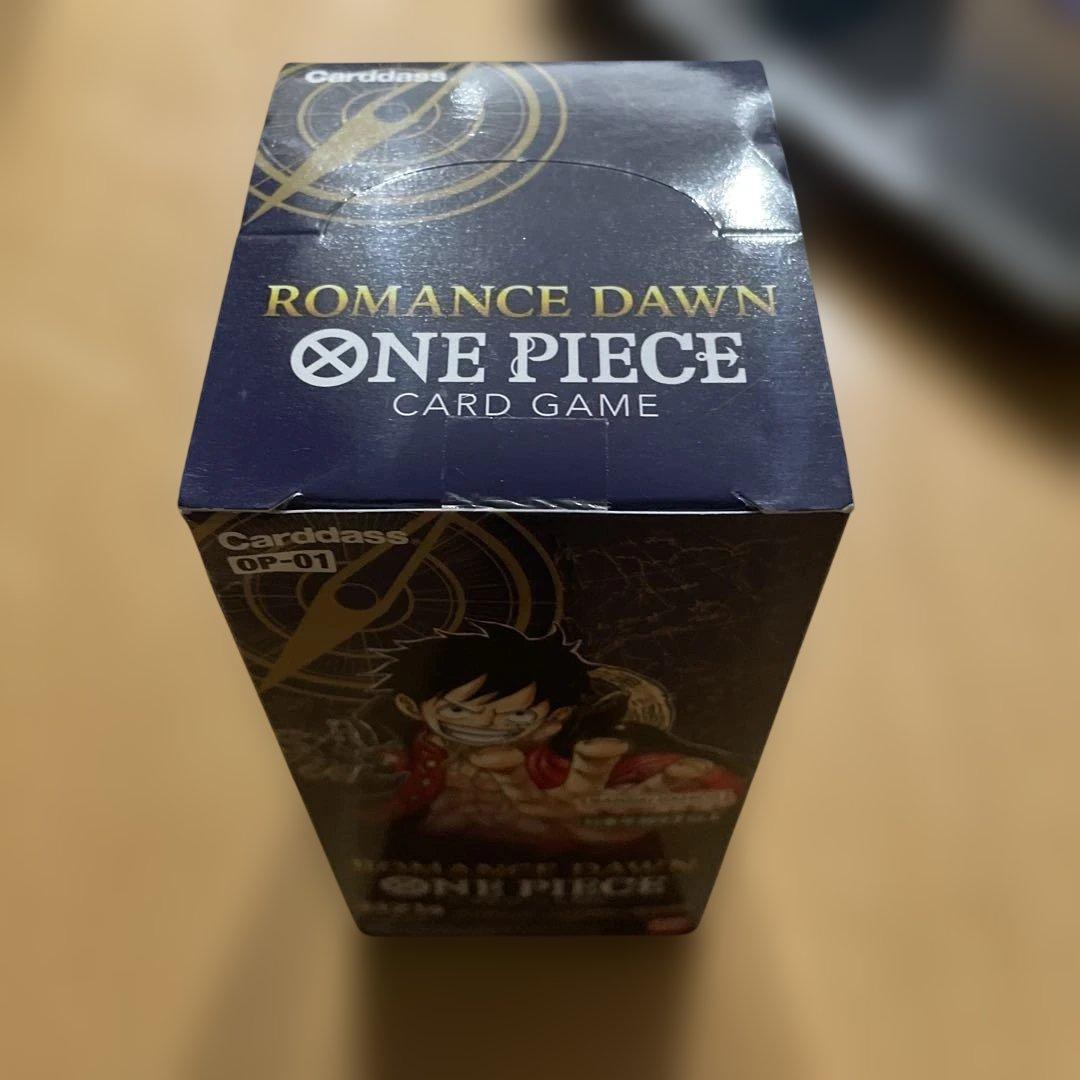 Carddass
ROMANCE DAWN
ONE PIECE
CARD GAME
Carddass
OP-01
ROMANCE DAWN
ONE PIECE